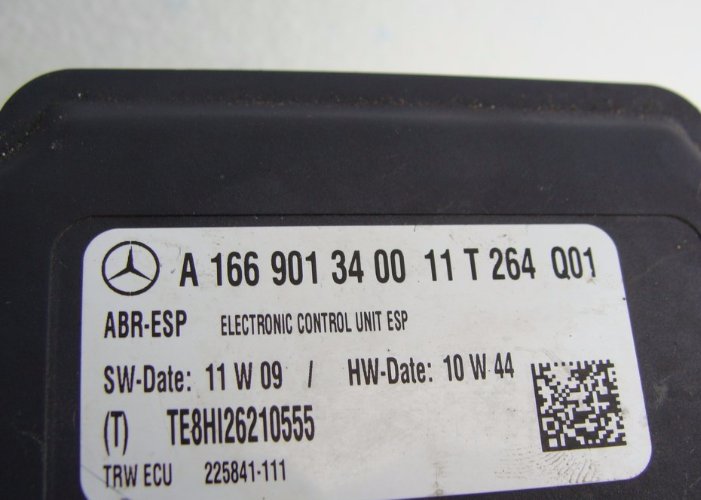 A 166 901 34 00 11 T 264 Q01
ABR-ESP ELECTRONIC CONTROL UNIT ESP
SW-Date: 11 W 09 / HW-Date: 10 W 44
(T) TE8HI26210555
TRW ECU 225841-111